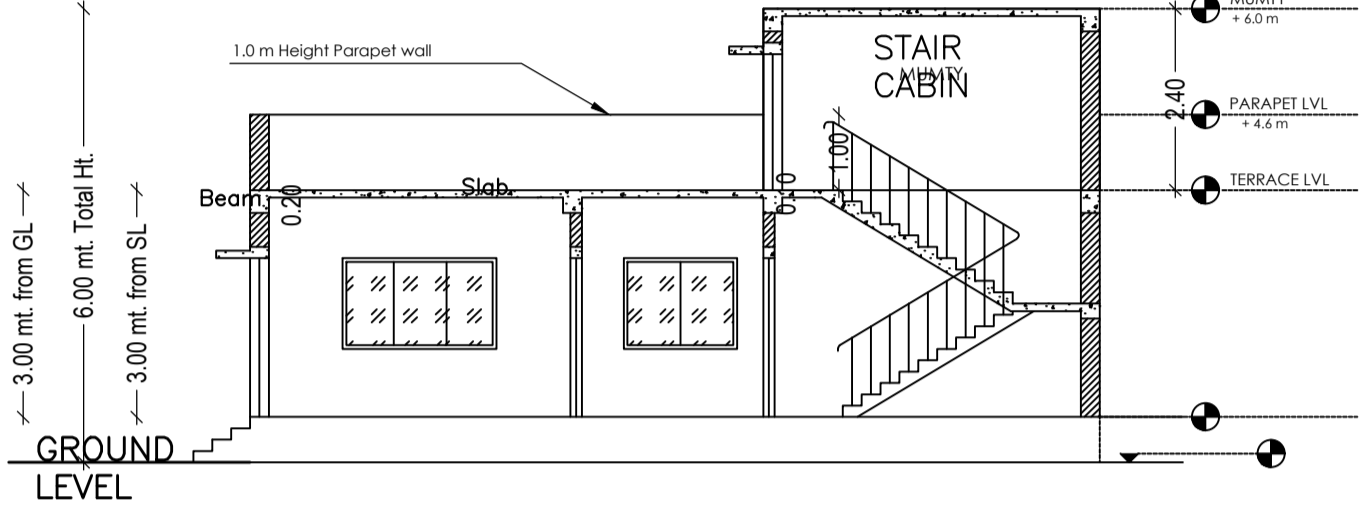 MUMTY
+ 6.0 m
1.0 m Height Parapet wall
STAIR
CABIN
MUMTY
2.40
PARAPET LVL
+ 4.6 m
1.00
TERRACE LVL
Slab
Beam
0.20
6.00 mt. Total Ht.
3.00 mt. from GL
3.00 mt. from SL
GROUND
LEVEL